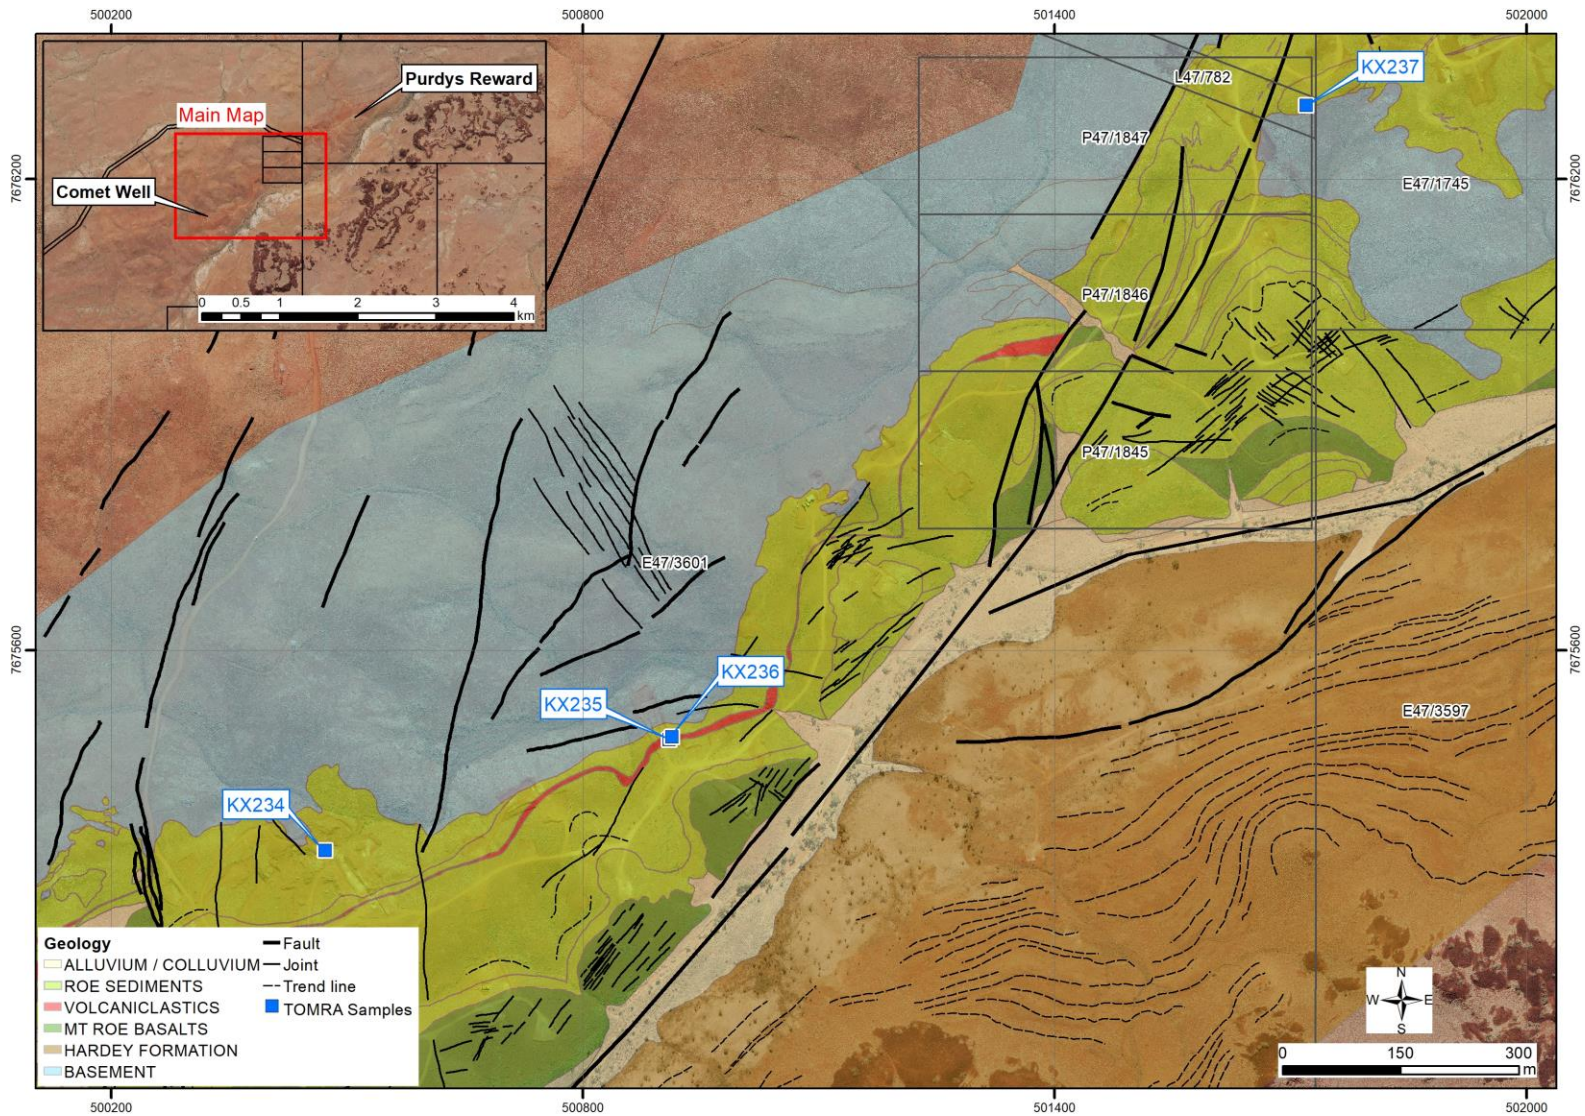 500200
500800
501400
502000
Purdys Reward
Main Map
Comet Well
0 0.5 1 2 3 4
km
KX237
L47/782
P47/1847
7676200
7676200
E47/1745
P47/1846
P47/1845
E47/3601
7675600
7675600
KX236
KX235
E47/3597
KX234
Geology
ALLUVIUM / COLLUVIUM
ROE SEDIMENTS
VOLCANICLASTICS
MT ROE BASALTS
HARDEY FORMATION
BASEMENT
Fault
Joint
Trend line
TOMRA Samples
N
W E
S
0 150 300
m
500200
500800
501400
502000